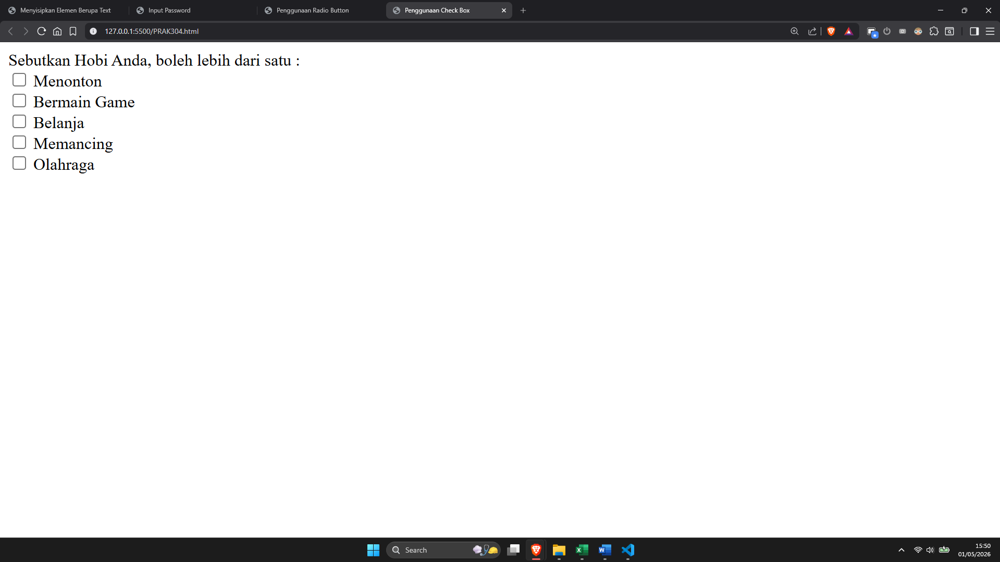 Menyisipkan Elemen Berupa Text
Input Password
Penggunaan Radio Button
Penggunaan Check Box
127.0.0.1:5500/PRAK304.html
Sebutkan Hobi Anda, boleh lebih dari satu :
Menonton
Bermain Game
Belanja
Memancing
Olahraga
Search
15:50
01/05/2026